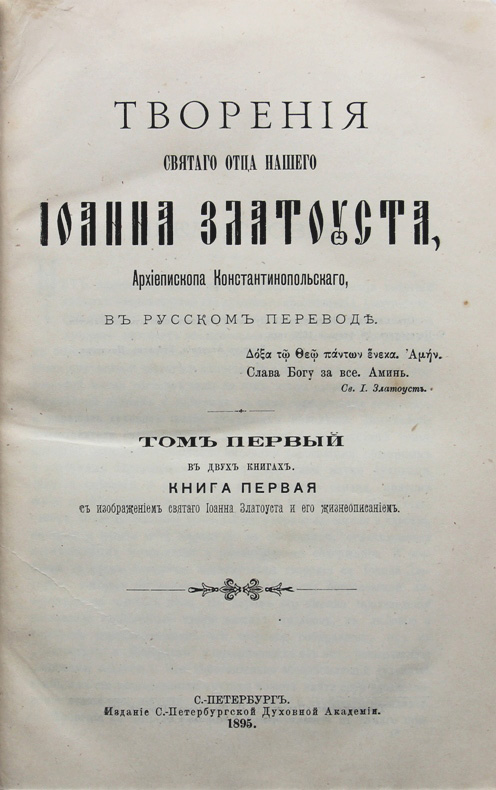 ТВОРЕНІЯ
СВЯТАГО ОТЦА НАШЕГО
ІОАННА ЗЛАТОУСТА,
Архіепископа Константинопольскаго,
ВЪ РУССКОМЪ ПЕРЕВОДѢ.
Δόξα τῷ Θεῷ πάντων ἕνεκα. Ἀμήν.
Слава Богу за все. Аминь.
Св. І. Златоустъ.
ТОМЪ ПЕРВЫЙ
ВЪ ДВУХЪ КНИГАХЪ.
КНИГА ПЕРВАЯ
съ изображеніемъ святаго Іоанна Златоуста и его жизнеописаніемъ.
С.-ПЕТЕРБУРГЪ.
Изданіе С.-Петербургской Духовной Академіи.
1895.